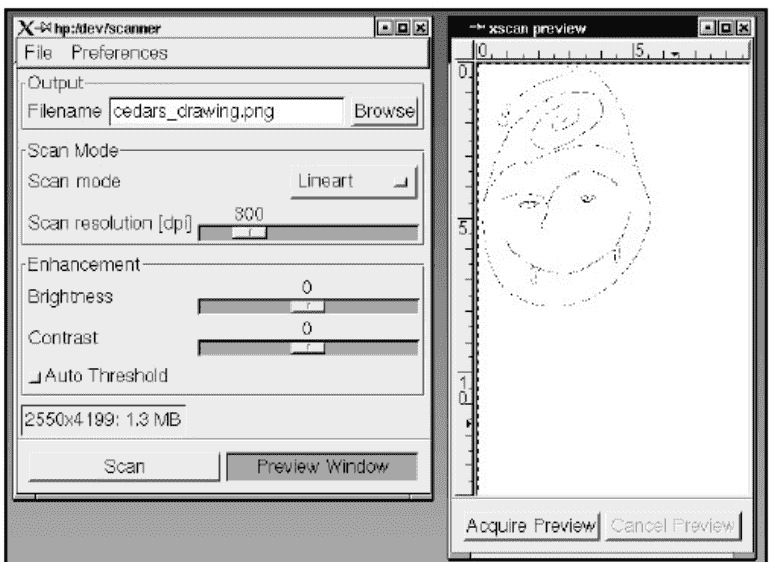 hp:/dev/scanner
File Preferences
Output
Filename cedars_drawing.png Browse
Scan Mode
Scan mode Lineart
Scan resolution [dpi] 300
Enhancement
Brightness 0
Contrast 0
Auto Threshold
2550x4199: 1.3 MB
Scan Preview Window
xscan preview
0 5
0
5
10
Acquire Preview Cancel Preview